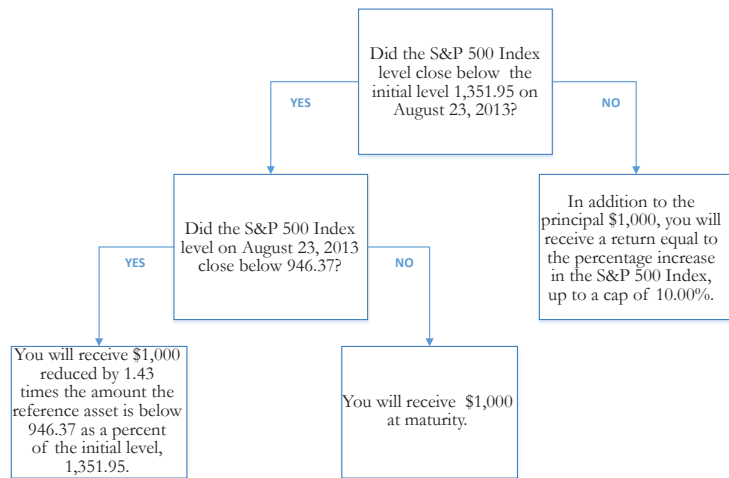 Did the S&P 500 Index
level close below the
initial level 1,351.95 on
August 23, 2013?
YES
NO
Did the S&P 500 Index
level on August 23, 2013
close below 946.37?
In addition to the
principal $1,000, you will
receive a return equal to
the percentage increase
in the S&P 500 Index,
up to a cap of 10.00%.
YES
NO
You will receive $1,000
reduced by 1.43
times the amount the
reference asset is below
946.37 as a percent
of the initial level,
1,351.95.
You will receive $1,000
at maturity.